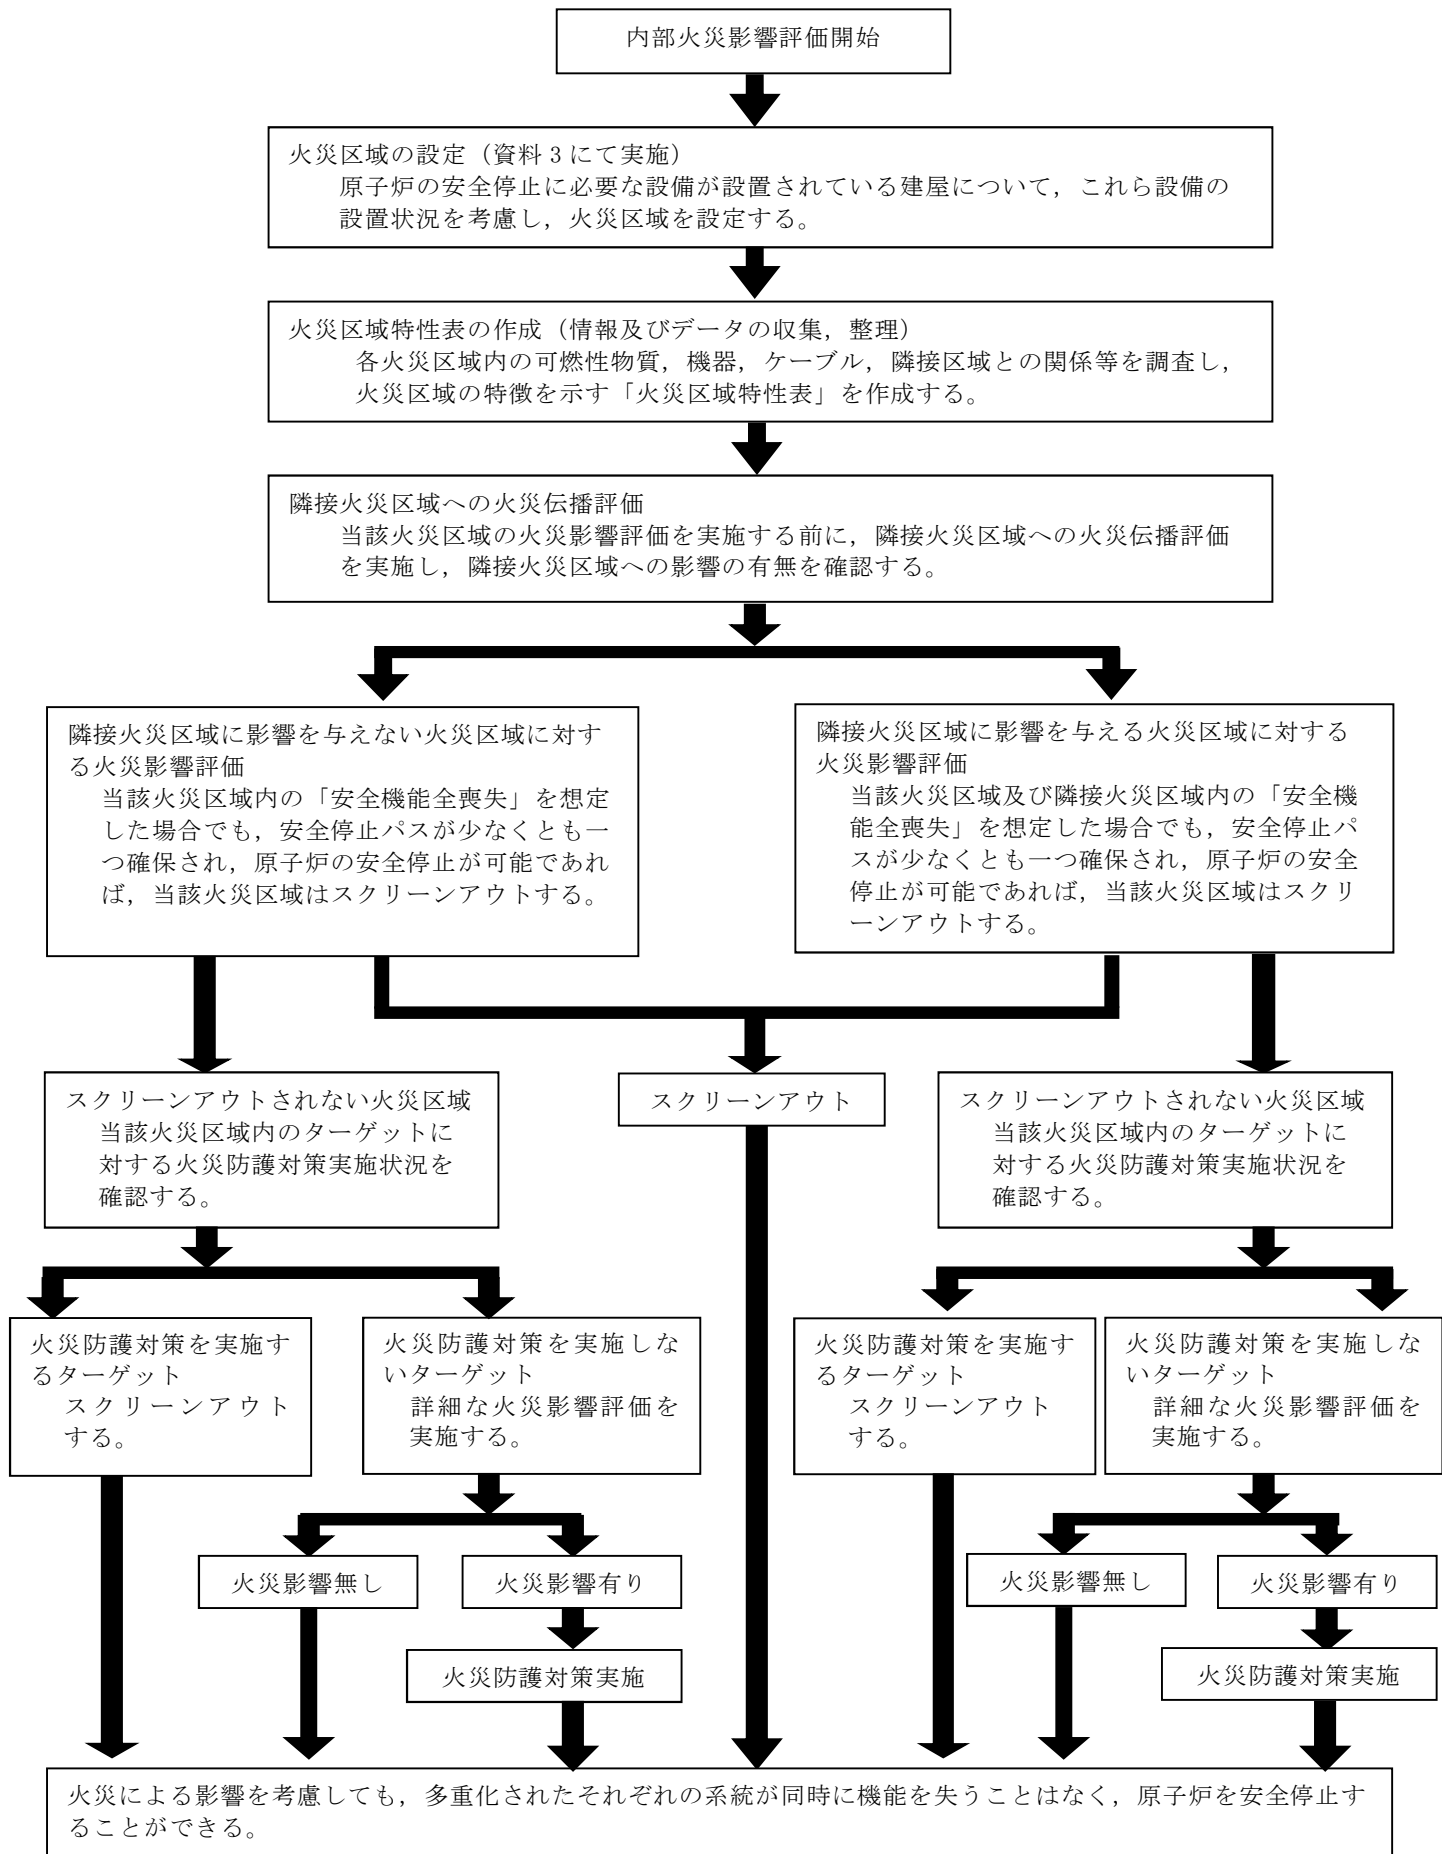 内部火災影響評価開始
火災区域の設定（資料3にて実施）
原子炉の安全停止に必要な設備が設置されている建屋について，これら設備の
設置状況を考慮し，火災区域を設定する。
火災区域特性表の作成（情報及びデータの収集，整理）
各火災区域内の可燃性物質，機器，ケーブル，隣接区域との関係等を調査し，
火災区域の特徴を示す「火災区域特性表」を作成する。
隣接火災区域への火災伝播評価
当該火災区域の火災影響評価を実施する前に，隣接火災区域への火災伝播評価
を実施し，隣接火災区域への影響の有無を確認する。
隣接火災区域に影響を与えない火災区域に対す
る火災影響評価
当該火災区域内の「安全機能全喪失」を想定
した場合でも，安全停止パスが少なくとも一
つ確保され，原子炉の安全停止が可能であれ
ば，当該火災区域はスクリーンアウトする。
隣接火災区域に影響を与える火災区域に対する
火災影響評価
当該火災区域及び隣接火災区域内の「安全機
能全喪失」を想定した場合でも，安全停止パ
スが少なくとも一つ確保され，原子炉の安全
停止が可能であれば，当該火災区域はスクリ
ーンアウトする。
スクリーンアウトされない火災区域
当該火災区域内のターゲットに
対する火災防護対策実施状況を
確認する。
スクリーンアウト
スクリーンアウトされない火災区域
当該火災区域内のターゲットに
対する火災防護対策実施状況を
確認する。
火災防護対策を実施す
るターゲット
スクリーンアウト
する。
火災防護対策を実施しな
いターゲット
詳細な火災影響評価を
実施する。
火災防護対策を実施す
るターゲット
スクリーンアウト
する。
火災防護対策を実施しな
いターゲット
詳細な火災影響評価を
実施する。
火災影響無し
火災影響有り
火災影響無し
火災影響有り
火災防護対策実施
火災防護対策実施
火災による影響を考慮しても，多重化されたそれぞれの系統が同時に機能を失うことはなく，原子炉を安全停止す
ることができる。